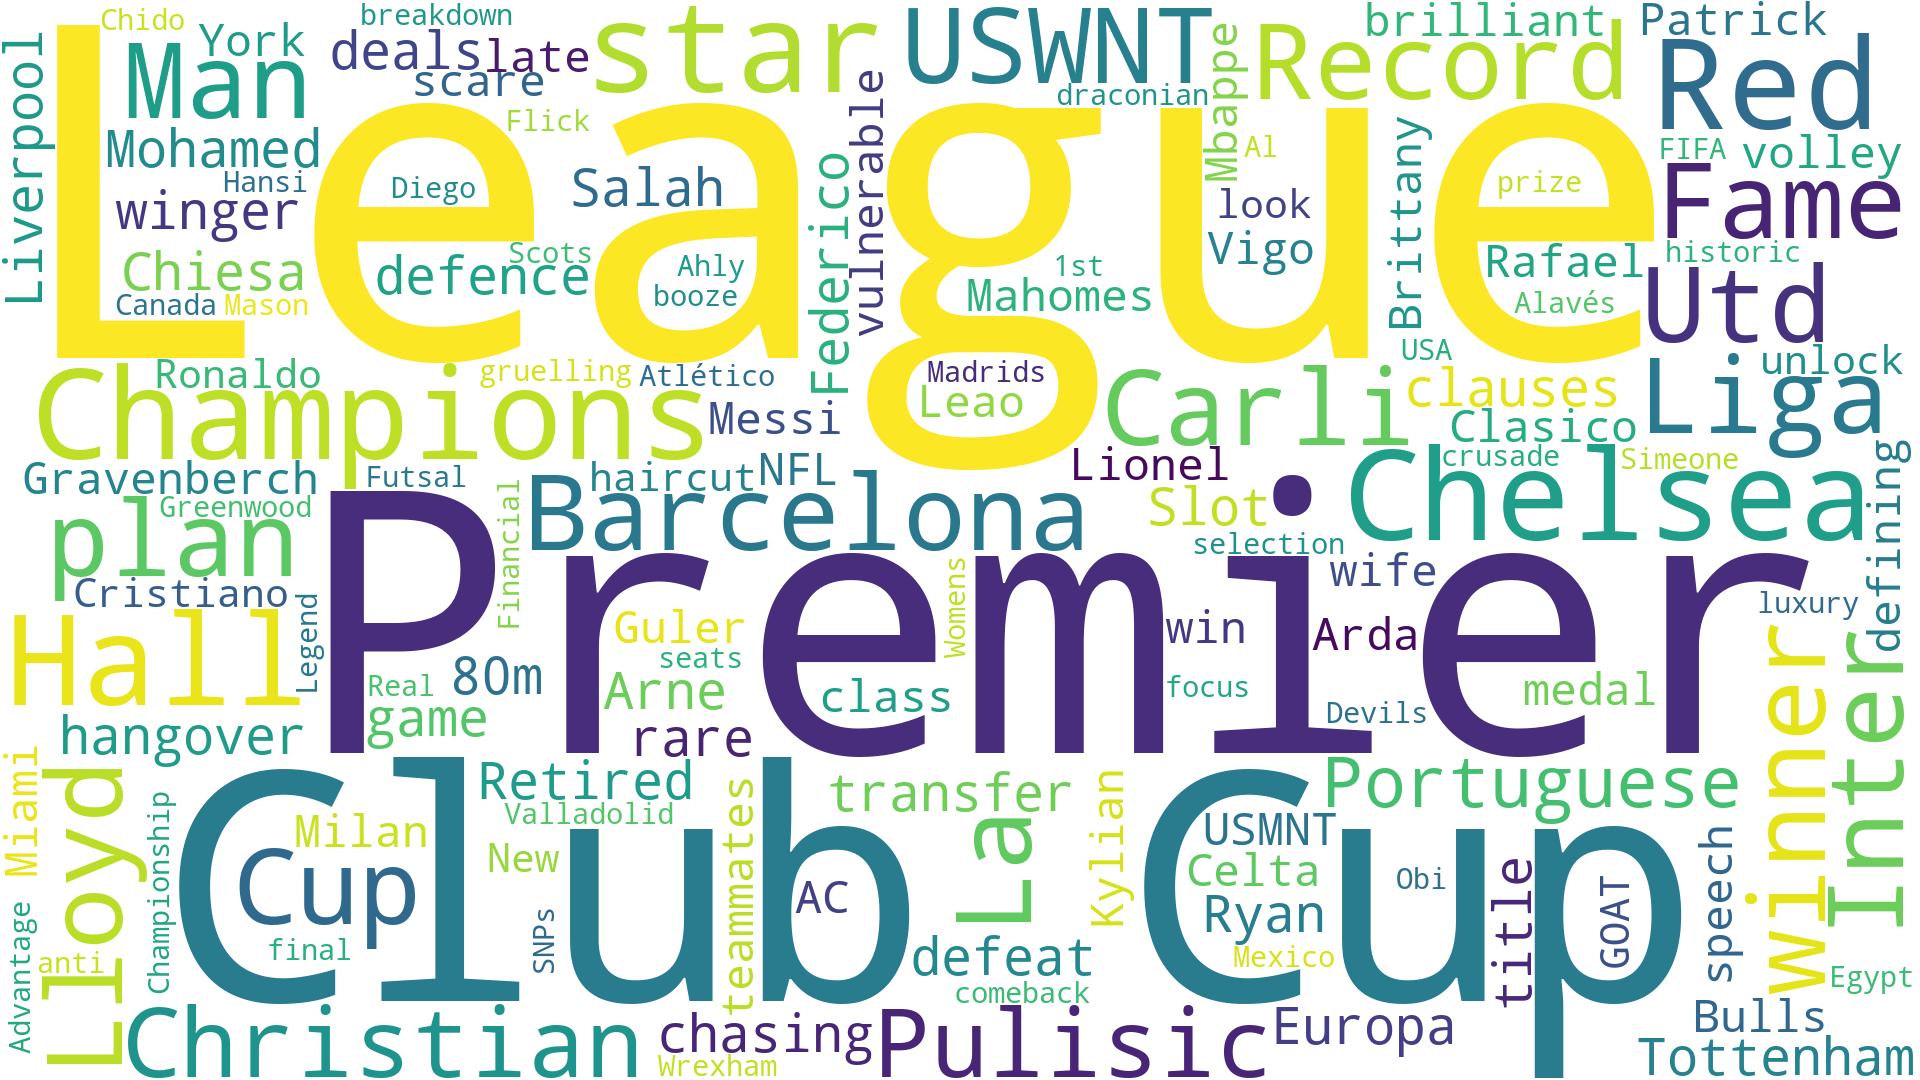 Chido
breakdown
star
USWNT
brilliant
Patrick
Liverpool
League
Man
York
deals
late
scare
Mbappe
Record
Red
draconian
Flick
vulnerable
Al
Brittany
FIFA
volley
Mohamed
Hansi
Diego
Salah
Federico
look
prize
Fame
winger
Vigo
Chiesa
Scots
defence
Ahly
1st
Rafael
historic
Canada
Mason
booze
Mahomes
Alavés
Utd
Ronaldo
gruelling
Atlético
Madrids
USA
unlock
Champions
Messi
Leao
Carli
clauses
Liga
Clasico
Gravenberch
Futsal
haircut
NFL
Lionel
crusade
Simeone
Chelsea
defining
plan
Greenwood
Financial
Barcelona
Slot
selection
Premier
Cristiano
Womens
wife
luxury
Hall
Legend
Guler
win
Arda
seats
80m
Real
Arne
class
focus
medal
game
Devils
winner
Inter
hangover
rare
Miami
Lloyd
Retired
transfer
Portuguese
Championship
Club Cup
Valladolid
teammates
Kylian
Milan
La
USMNT
Cup
New
Celta
speech
AC
Obi
title
GOAT
Ryan
Advantage
anti
final
SNPs
defeat
Mexico
Egypt
comeback
Christian
chasing
Pulisic
Europa
Bulls
Wrexham
Tottenham